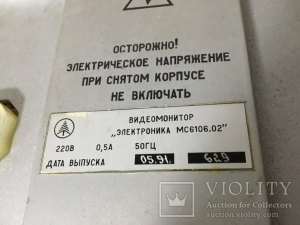 ОСТОРОЖНО!
ЭЛЕКТРИЧЕСКОЕ НАПРЯЖЕНИЕ
ПРИ СНЯТОМ КОРПУСЕ
НЕ ВКЛЮЧАТЬ
ВИДЕОМОНИТОР
„ЭЛЕКТРОНИКА МС6106.02"
220В 0,5А 50ГЦ
ДАТА ВЫПУСКА 05.91. 629
VIOLITY
Auction for Collectors